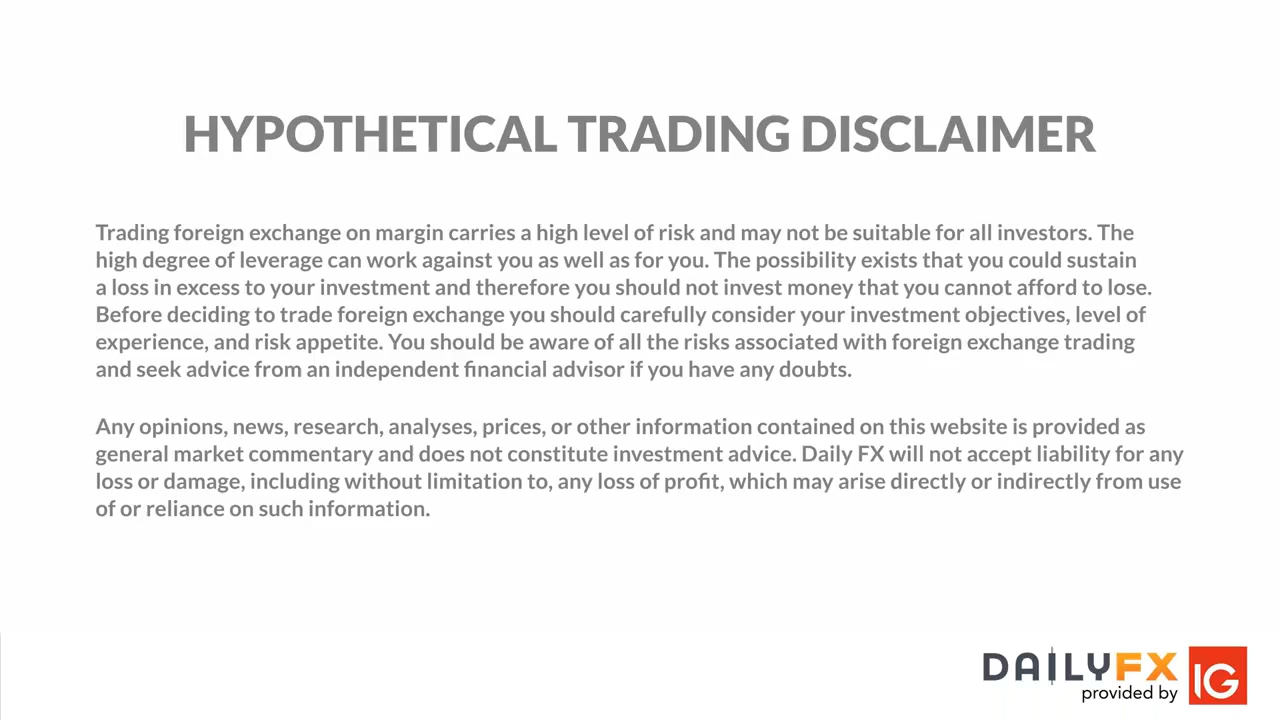 HYPOTHETICAL TRADING DISCLAIMER
Trading foreign exchange on margin carries a high level of risk and may not be suitable for all investors. The
high degree of leverage can work against you as well as for you. The possibility exists that you could sustain
a loss in excess to your investment and therefore you should not invest money that you cannot afford to lose.
Before deciding to trade foreign exchange you should carefully consider your investment objectives, level of
experience, and risk appetite. You should be aware of all the risks associated with foreign exchange trading
and seek advice from an independent financial advisor if you have any doubts.
Any opinions, news, research, analyses, prices, or other information contained on this website is provided as
general market commentary and does not constitute investment advice. Daily FX will not accept liability for any
loss or damage, including without limitation to, any loss of profit, which may arise directly or indirectly from use
of or reliance on such information.
DAILYFX
provided by IG